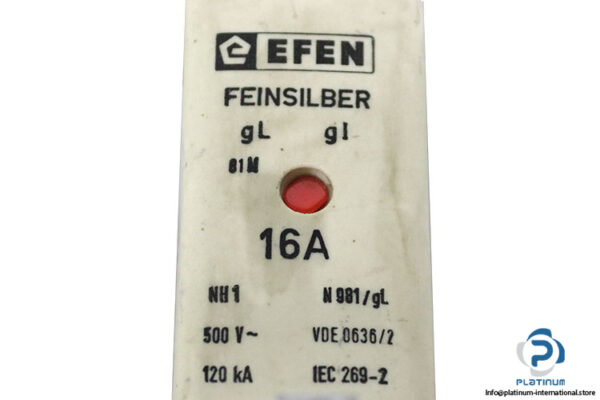 EFEN
FEINSILBER
gL gI
81M
16A
NH1 N981/gL
500 V~ VDE 0636/2
120 kA IEC 269-2
PLATINUM
Info@platinum-international.store